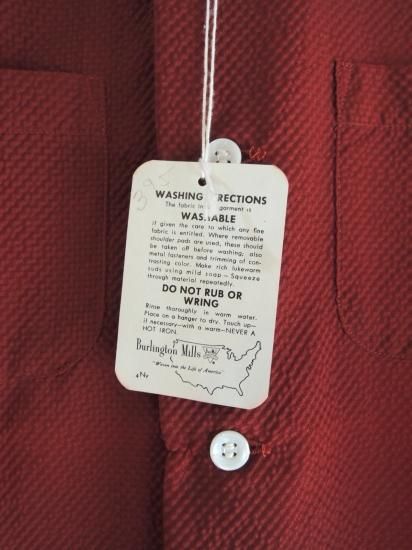 395
WASHING DIRECTIONS
The fabric in garment is
WASHABLE
if given the care to which any fine
fabric is entitled. Where removable
shoulder pads are used, these should
be taken off before washing; also
metal fasteners and trimming of con-
trasting color. Make rich lukewarm
suds using mild soap—Squeeze
through material repeatedly.
DO NOT RUB OR
WRING
Rinse thoroughly in warm water.
Place on a hanger to dry. Touch up—
if necessary—with a warm—NEVER A
HOT IRON.
Burlington Mills
"Woven into the Life of America"
4NY